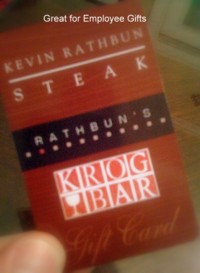 Great for Employee Gifts
KEVIN RATHBUN
STEAK
RATHBUN'S
KROG
BAR
Gift Card